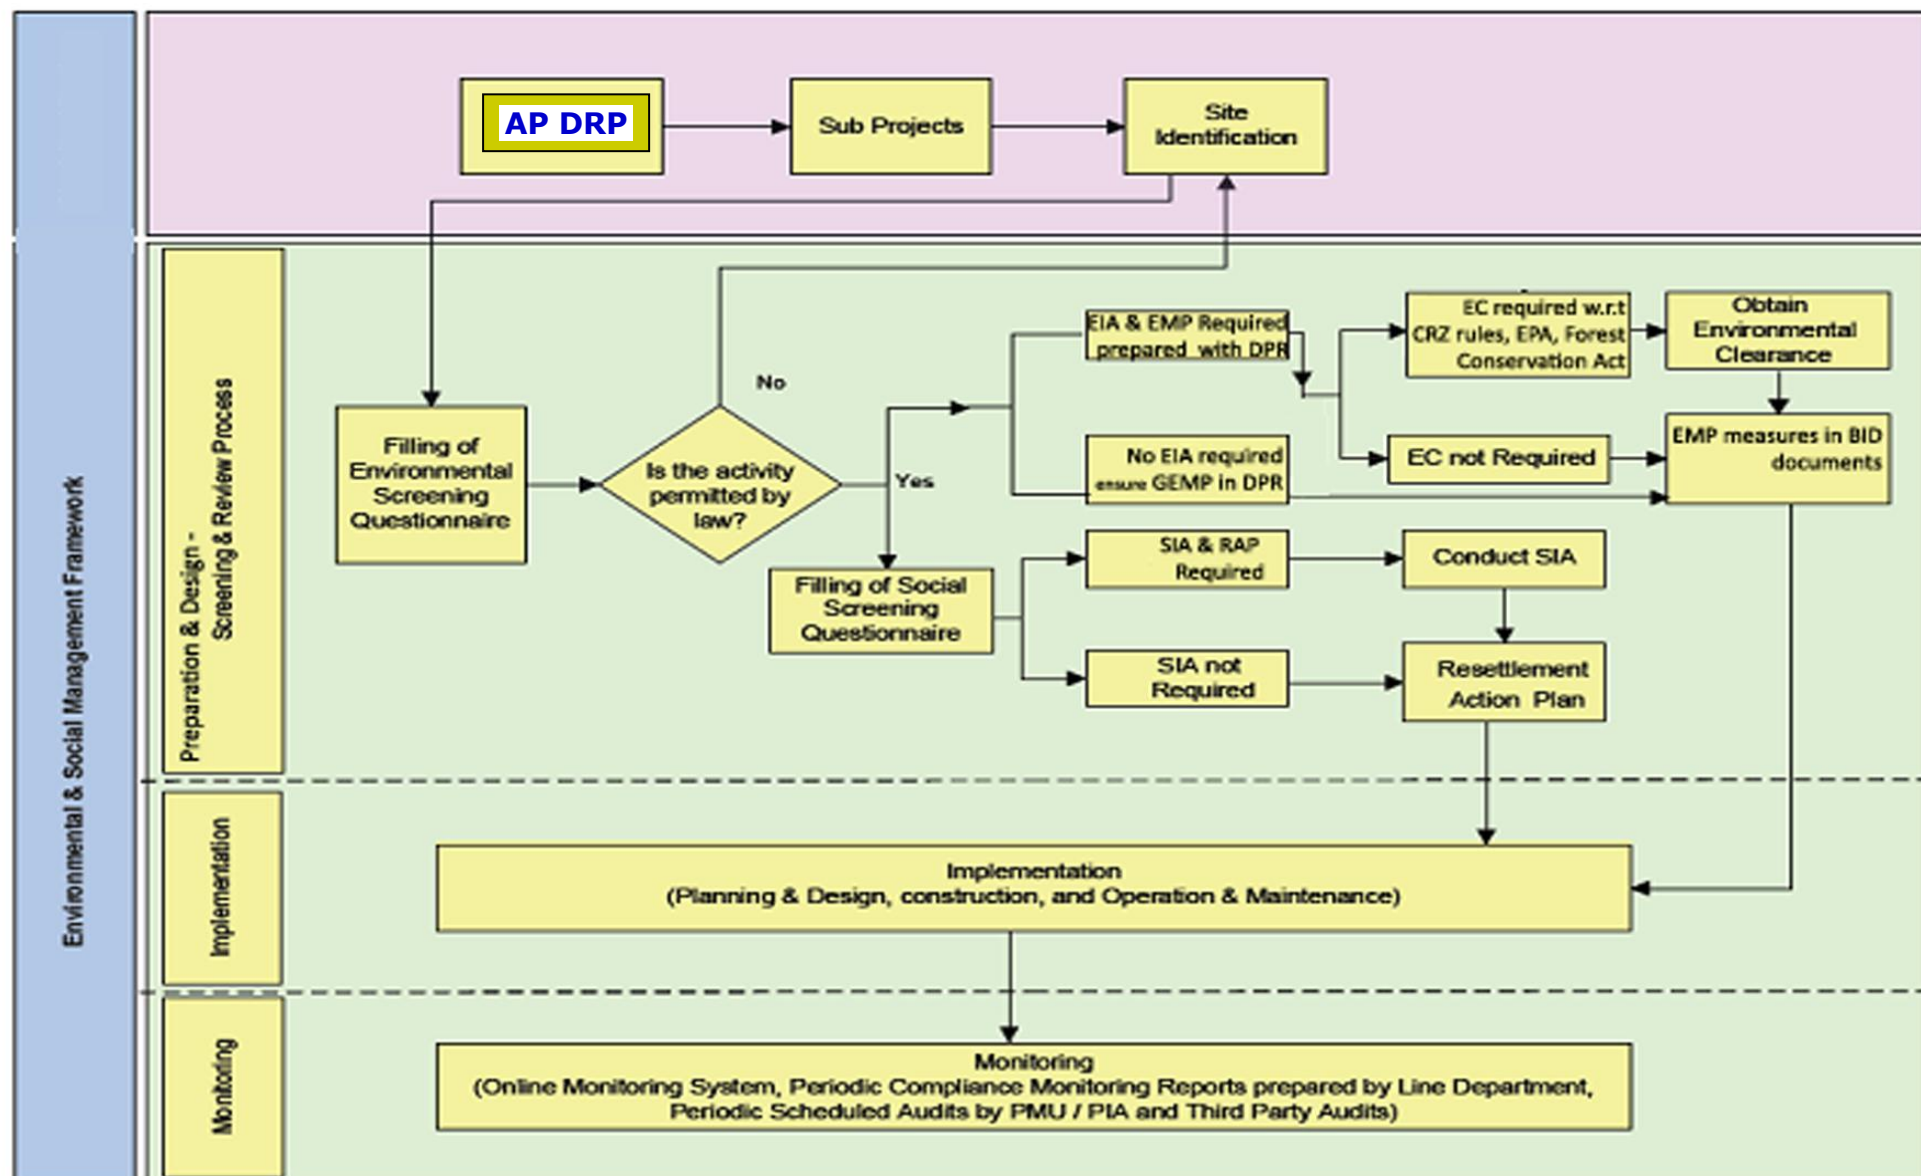 AP DRP
Sub Projects
Site
Identification
Environmental & Social Management Framework
Preparation & Design -
Screening & Review Process
Filling of
Environmental
Screening
Questionnaire
Is the activity
permitted by
law?
No
Yes
EIA & EMP Required
prepared with DPR
EC required w.r.t
CRZ rules, EPA, Forest
Conservation Act
Obtain
Environmental
Clearance
No EIA required
ensure GEMP in DPR
EC not Required
EMP measures in BID
documents
Filling of Social
Screening
Questionnaire
SIA & RAP
Required
Conduct SIA
SIA not
Required
Resettlement
Action Plan
Implementation
Implementation
(Planning & Design, construction, and Operation & Maintenance)
Monitoring
Monitoring
(Online Monitoring System, Periodic Compliance Monitoring Reports prepared by Line Department,
Periodic Scheduled Audits by PMU / PIA and Third Party Audits)